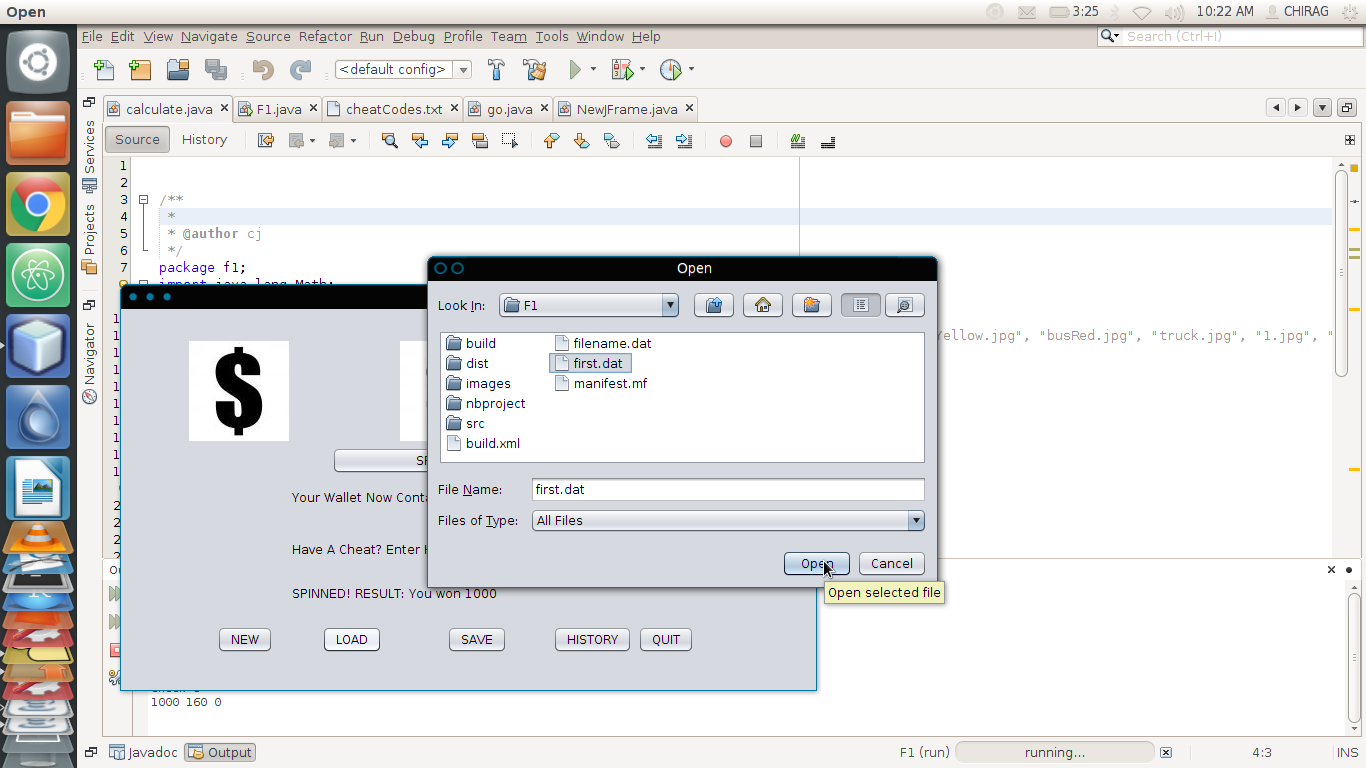 Open
3:25
10:22 AM
CHIRAG
File Edit View Navigate Source Refactor Run Debug Profile Team Tools Window Help
Search (Ctrl+I)
<default config>
calculate.java
F1.java
cheatCodes.txt
go.java
NewJFrame.java
Services
Projects
Navigator
Source
History
1
2
3 /**
4 *
5 * @author cj
6 */
7 package f1;
import java.lang.Math;
Yellow.jpg", "busRed.jpg", "truck.jpg", "1.jpg", "
Open
Look In:
F1
build
dist
images
nbproject
src
build.xml
filename.dat
first.dat
manifest.mf
File Name:
first.dat
Files of Type:
All Files
Open
Cancel
Open selected file
$
Your Wallet Now
Have A Cheat? Enter
SPINNED! RESULT: You won 1000
NEW
LOAD
SAVE
HISTORY
QUIT
1000 160 0
Javadoc
Output
F1 (run)
running...
4:3
INS